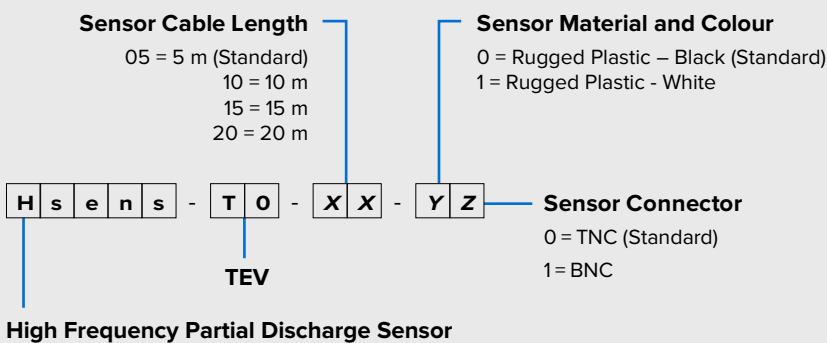 Sensor Cable Length
05 = 5 m (Standard)
10 = 10 m
15 = 15 m
20 = 20 m
Sensor Material and Colour
0 = Rugged Plastic – Black (Standard)
1 = Rugged Plastic - White
H s e n s - T 0 - X X - Y Z
Sensor Connector
0 = TNC (Standard)
1 = BNC
TEV
High Frequency Partial Discharge Sensor